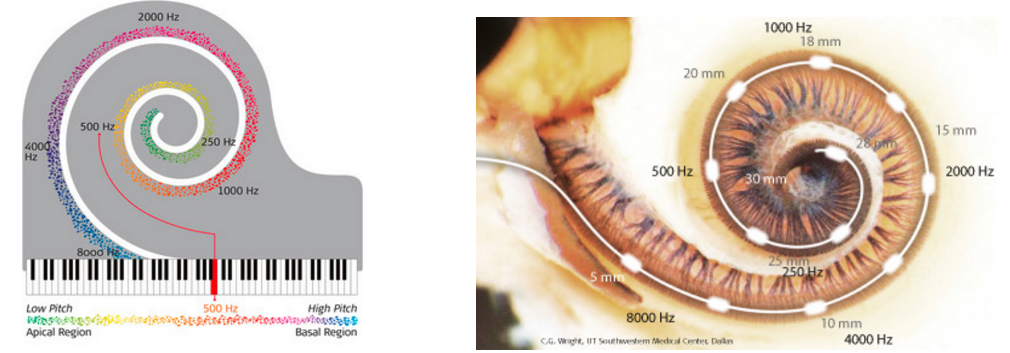 2000 Hz
500 Hz
250 Hz
4000
Hz
1000 Hz
8000 Hz
500 Hz
Low Pitch
High Pitch
Apical Region
Basal Region
1000 Hz
18 mm
20 mm
15 mm
28 mm
500 Hz
30 mm
2000 Hz
25 mm
250 Hz
5 mm
8000 Hz
10 mm
4000 Hz
C.G. Wright, UT Southwestern Medical Center, Dallas